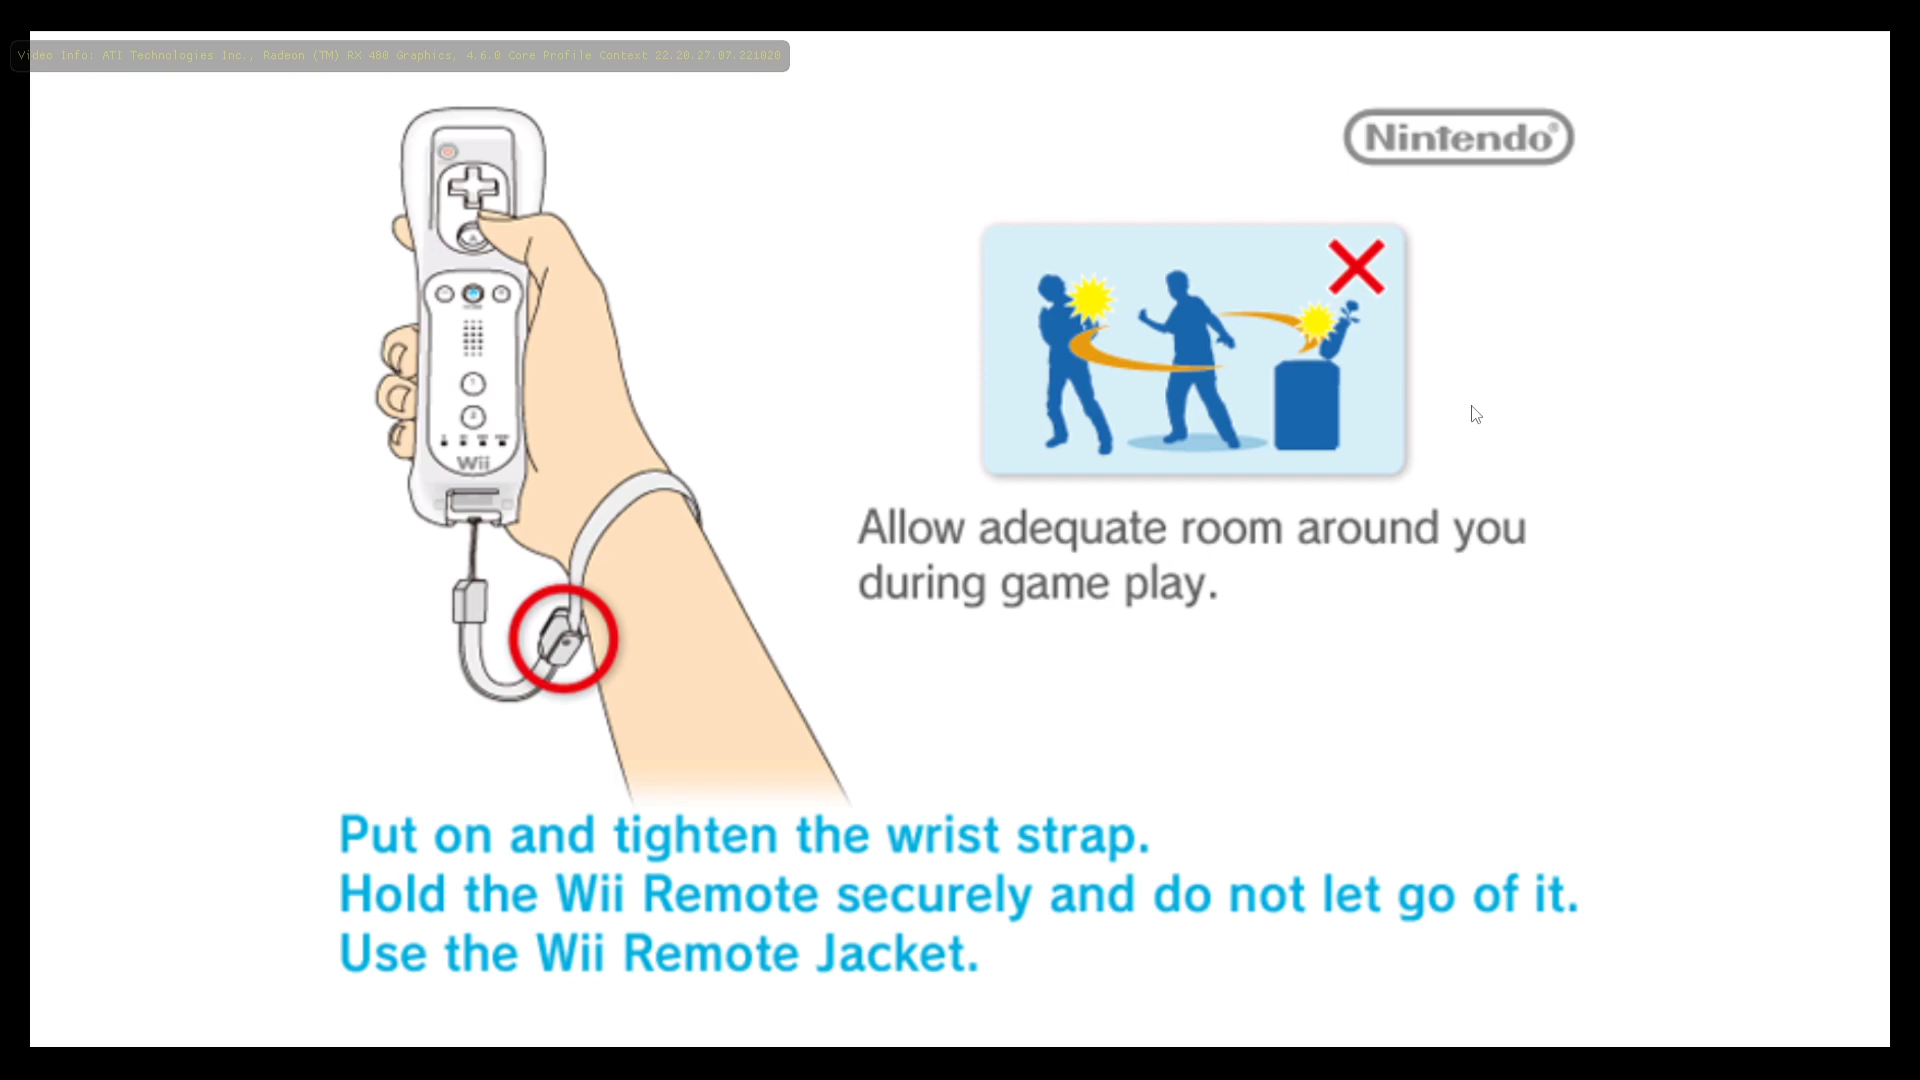 Video Info: ATI Technologies Inc., Radeon (TM) RX 480 Graphics, 4.6.0 Core Profile Context 22.20.27.07.221020
Nintendo®
Wii
Allow adequate room around you
during game play.
Put on and tighten the wrist strap.
Hold the Wii Remote securely and do not let go of it.
Use the Wii Remote Jacket.